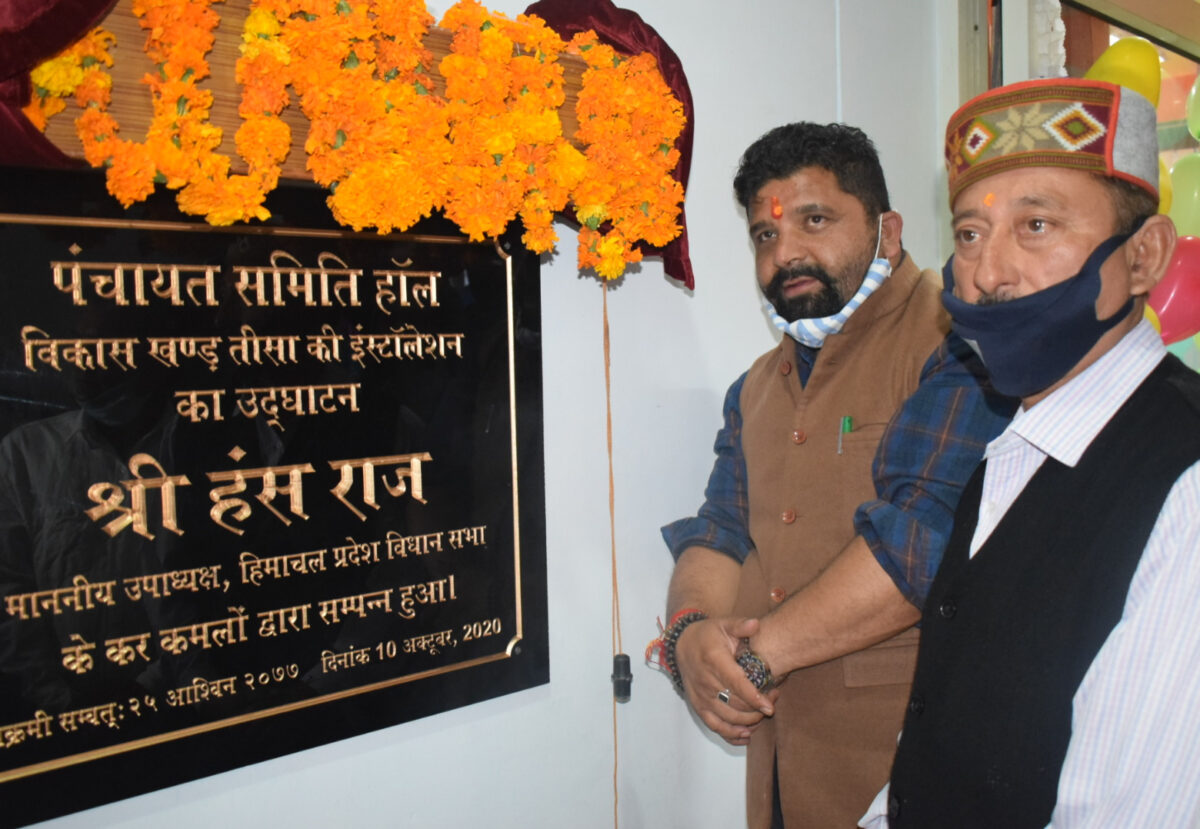 पंचायत समिति हॉल
विकास खण्ड़ तीसा की इंस्टॉलेशन
का उद्घाटन
श्री हंस राज
माननीय उपाध्यक्ष, हिमाचल प्रदेश विधान सभा
के कर कमलों द्वारा सम्पन्न हुआ।
सम्वत्ः २५ आश्विन २०७७ दिनांक 10 अक्टूबर, 2020